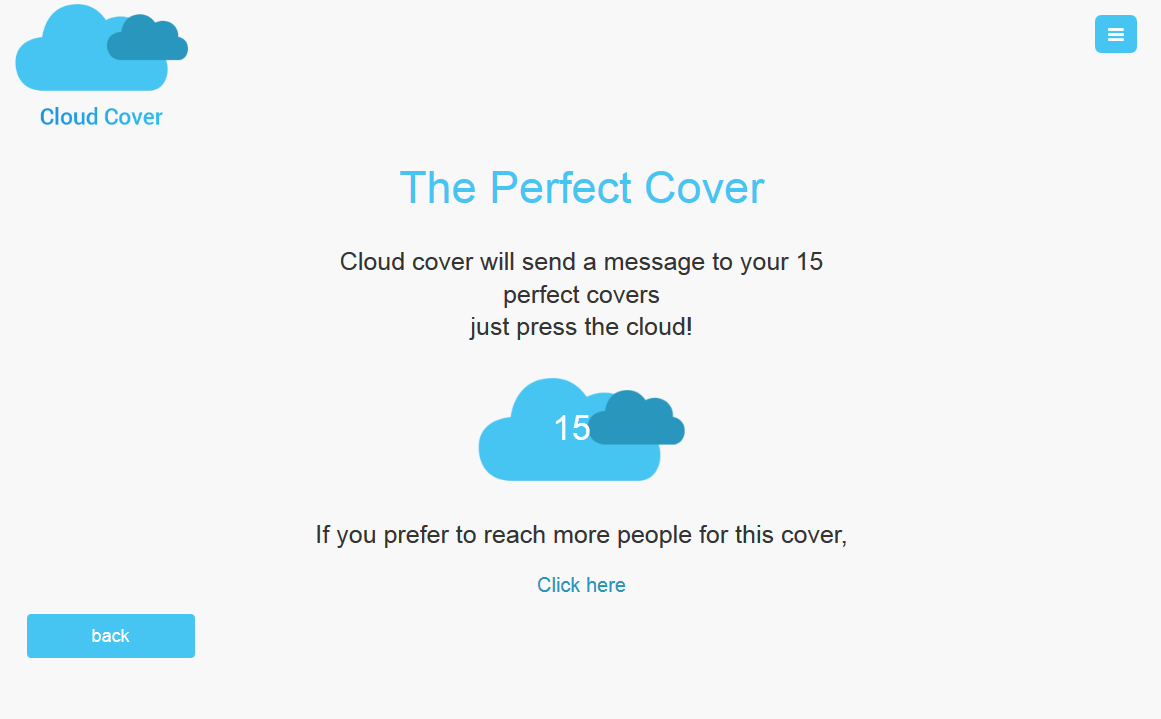 Cloud Cover
The Perfect Cover
Cloud cover will send a message to your 15
perfect covers
just press the cloud!
15
If you prefer to reach more people for this cover,
Click here
back